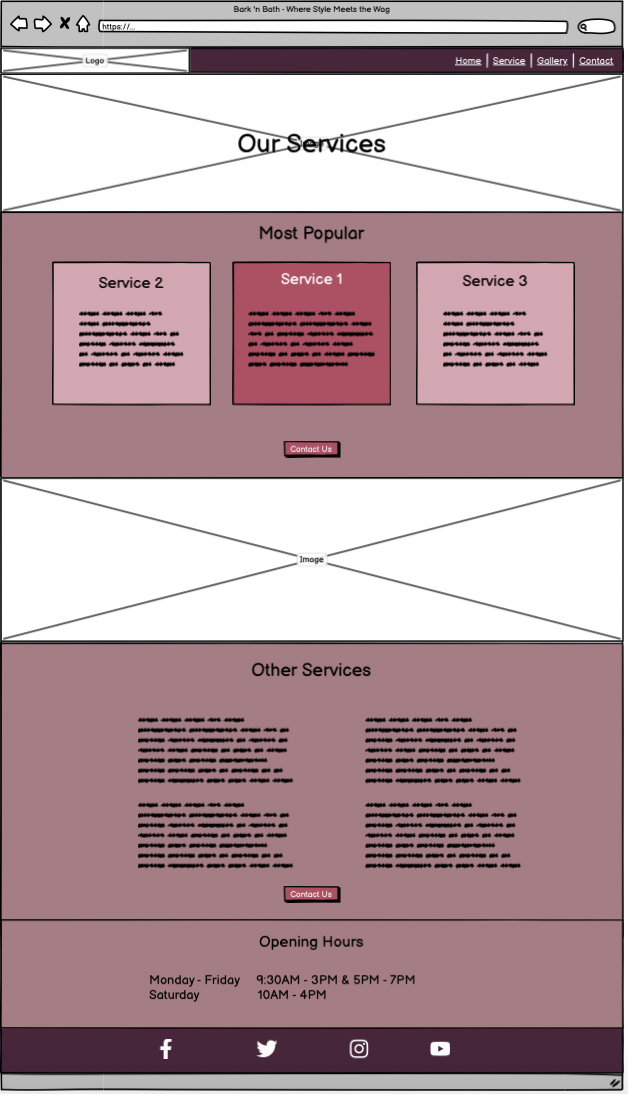 Bark 'n Bath - Where Style Meets the Wag
https://...
Logo
Home | Service | Gallery | Contact
Our Services
Most Popular
Service 2
Service 1
Service 3
Contact Us
Image
Other Services
Contact Us
Opening Hours
Monday - Friday 9:30AM - 3PM & 5PM - 7PM
Saturday 10AM - 4PM